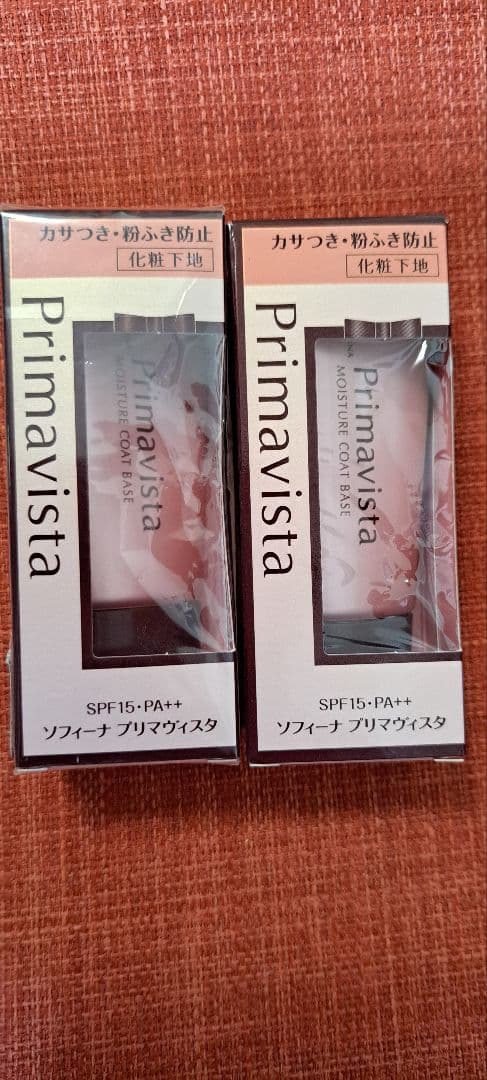 カサつき・粉ふき防止
化粧下地
Primavista
Primavista
MOISTURE COAT BASE
SPF15・PA++
ソフィーナ プリマヴィスタ
カサつき・粉ふき防止
化粧下地
Primavista
INA
Primavista
MOISTURE COAT BASE
SPF15・PA++
ソフィーナ プリマヴィスタ